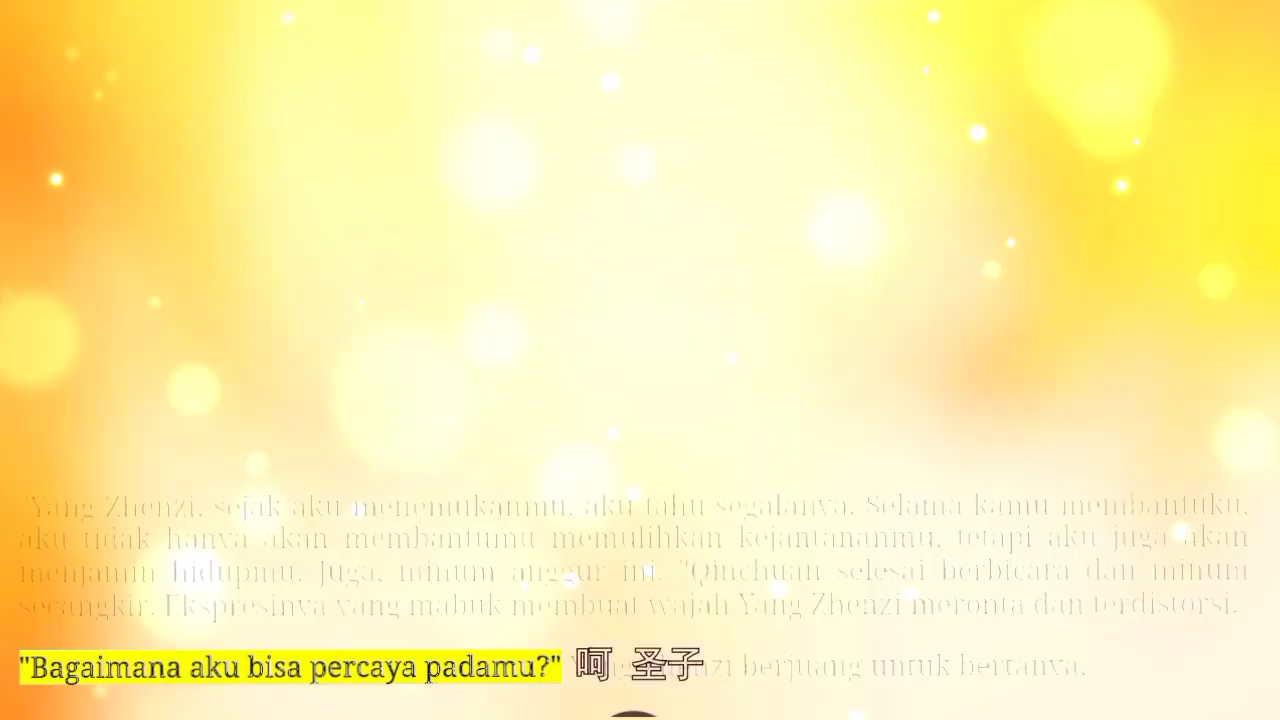 "Yang Zhenzi, sejak aku menemukanmu, aku tahu segalanya. Selama kamu membantuku,
aku tidak hanya akan membantumu memulihkan kejantananmu, tetapi aku juga akan
menjamin hidupmu. Juga, minum anggur ini. "Qinchuan selesai berbicara dan minum
secangkir. Ekspresinya yang mabuk membuat wajah Yang Zhenzi meronta dan terdistorsi.
"Bagaimana aku bisa percaya padamu?" 呵 圣子 berjuang untuk bertanya.